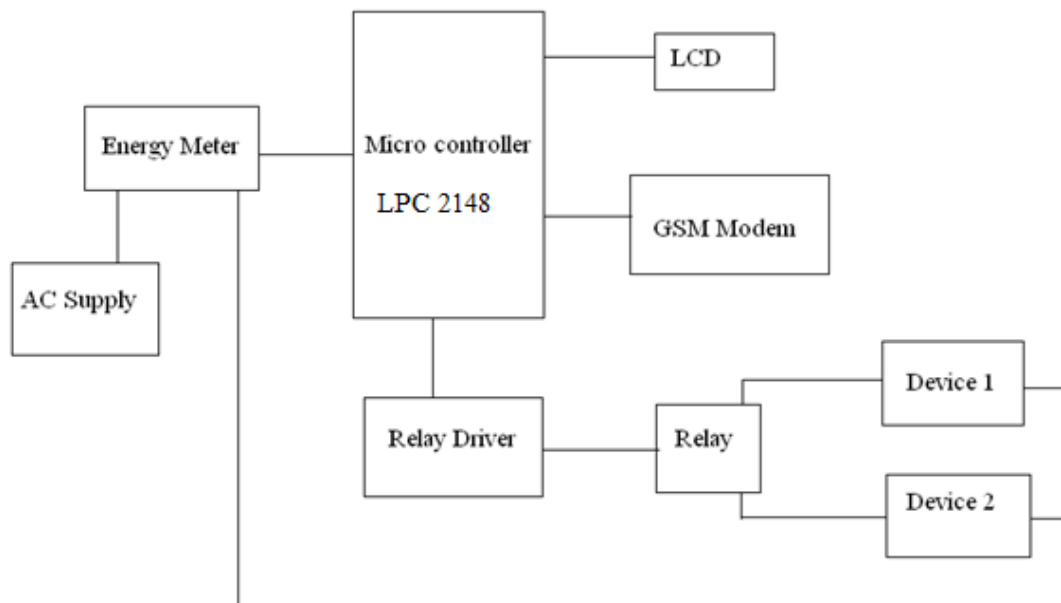 LCD
Energy Meter
Micro controller
LPC 2148
GSM Modem
AC Supply
Device 1
Relay Driver
Relay
Device 2